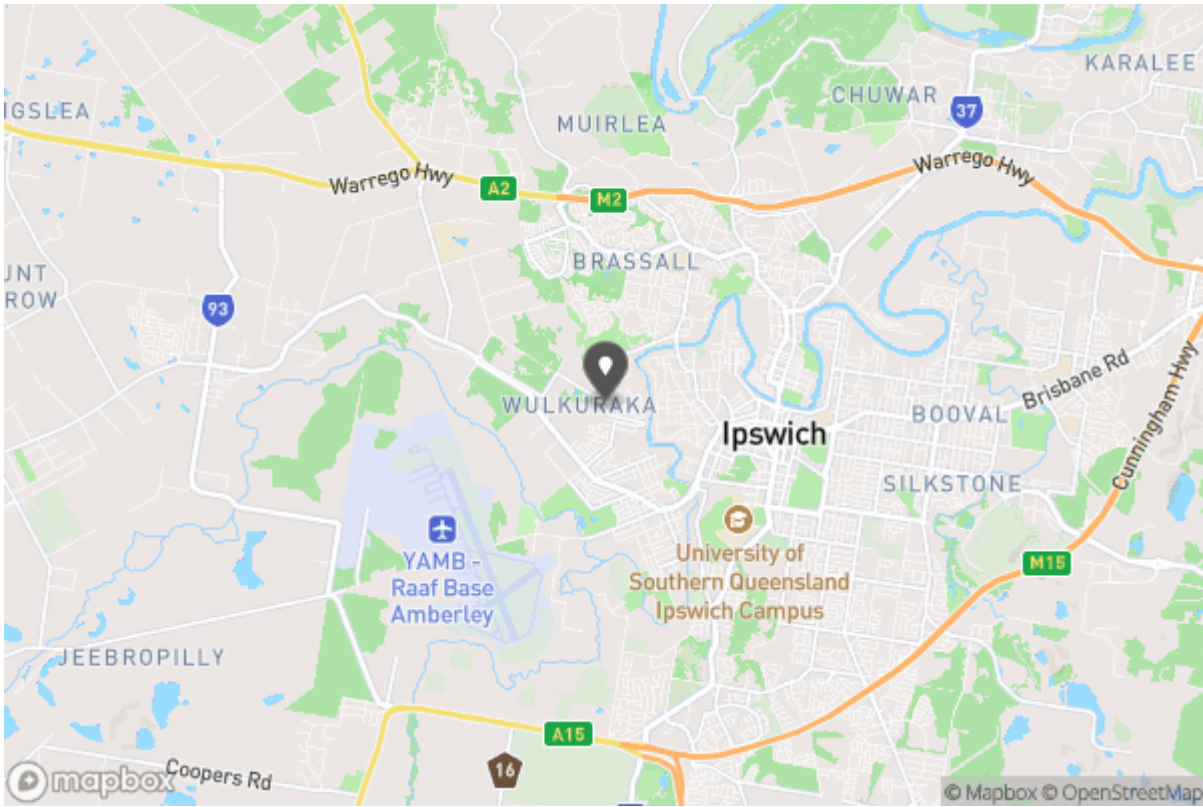 KARALEE
CHUWAR
37
GSLEA
MUIRLEA
Warrego Hwy
Warrego Hwy
A2
M2
BRASSALL
UNT
ROW
93
Brisbane Rd
WULKURAKA
BOOVAL
Ipswich
Cunningham Hwy
SILKSTONE
YAMB -
Raaf Base
Amberley
University of
Southern Queensland
Ipswich Campus
M15
JEEBROPILLY
A15
16
Coopers Rd
mapbox
© Mapbox © OpenStreetMap